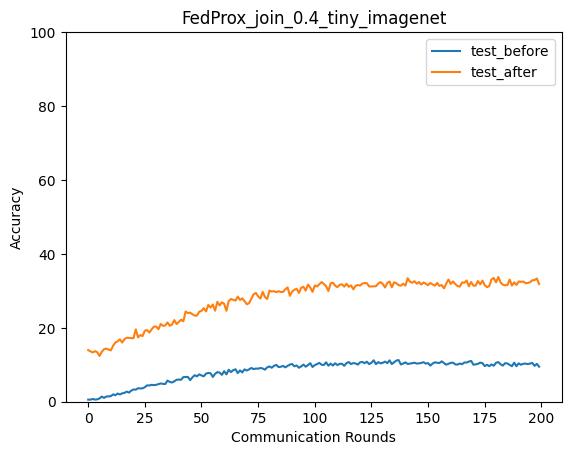 FedProx_join_0.4_tiny_imagenet
100
80
60
40
20
0
Accuracy
test_before
test_after
0 25 50 75 100 125 150 175 200
Communication Rounds